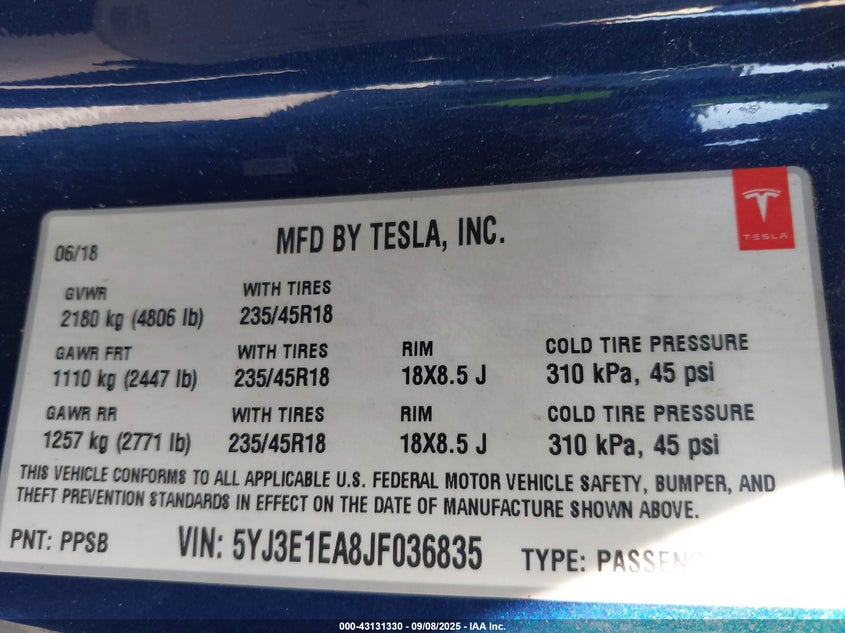 06/18
MFD BY TESLA, INC.
TESLA
GVWR WITH TIRES
2180 kg (4806 lb) 235/45R18
GAWR FRT WITH TIRES RIM COLD TIRE PRESSURE
1110 kg (2447 lb) 235/45R18 18X8.5 J 310 kPa, 45 psi
GAWR RR WITH TIRES RIM COLD TIRE PRESSURE
1257 kg (2771 lb) 235/45R18 18X8.5 J 310 kPa, 45 psi
THIS VEHICLE CONFORMS TO ALL APPLICABLE U.S. FEDERAL MOTOR VEHICLE SAFETY, BUMPER, AND
THEFT PREVENTION STANDARDS IN EFFECT ON THE DATE OF MANUFACTURE SHOWN ABOVE.
PNT: PPSB VIN: 5YJ3E1EA8JF036835 TYPE: PASSEN
000-43131330 - 09/08/2025 - IAA Inc.